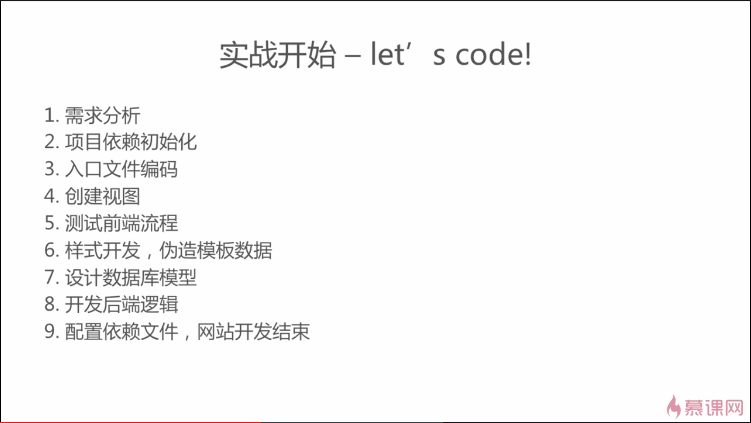 实战开始 – let’s code!
1. 需求分析
2. 项目依赖初始化
3. 入口文件编码
4. 创建视图
5. 测试前端流程
6. 样式开发，伪造模板数据
7. 设计数据库模型
8. 开发后端逻辑
9. 配置依赖文件，网站开发结束
慕课网